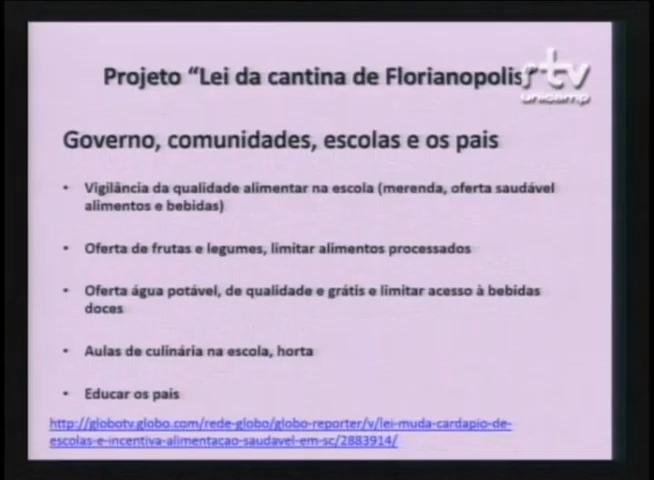 Projeto "Lei da cantina de Florianopolis"
rtv
unicamp
Governo, comunidades, escolas e os pais
• Vigilância da qualidade alimentar na escola (merenda, oferta saudável
alimentos e bebidas)
• Oferta de frutas e legumes, limitar alimentos processados
• Oferta água potável, de qualidade e grátis e limitar acesso à bebidas
doces
• Aulas de culinária na escola, horta
• Educar os pais
http://globotv.globo.com/rede-globo/globo-reporter/v/lei-muda-cardapio-de-
escolas-e-incentiva-alimentacao-saudavel-em-sc/2883914/